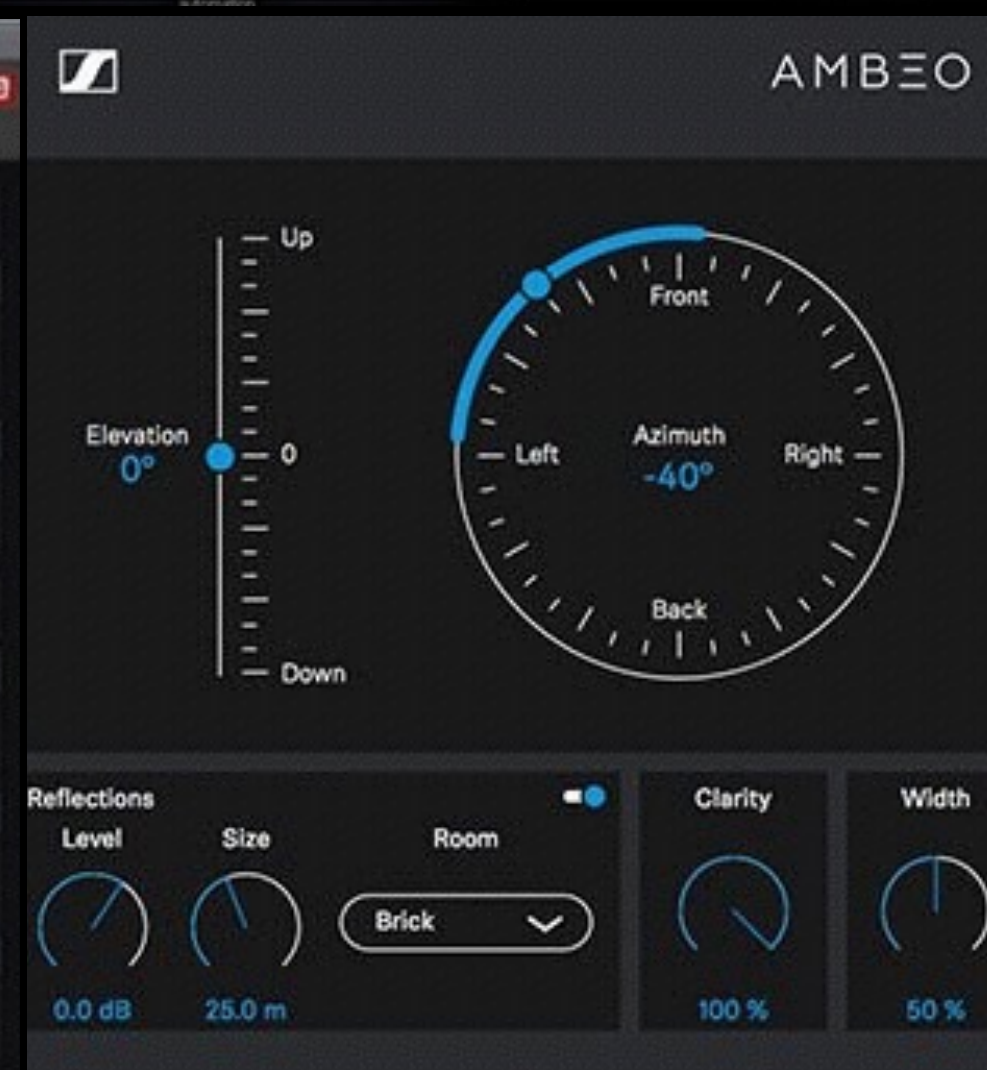 AMBEO
Up
Front
Elevation
0°
0
Left
Azimuth
-40°
Right
Back
Down
Reflections
Level
Size
Room
Clarity
Width
Brick
0.0 dB
25.0 m
100 %
50 %